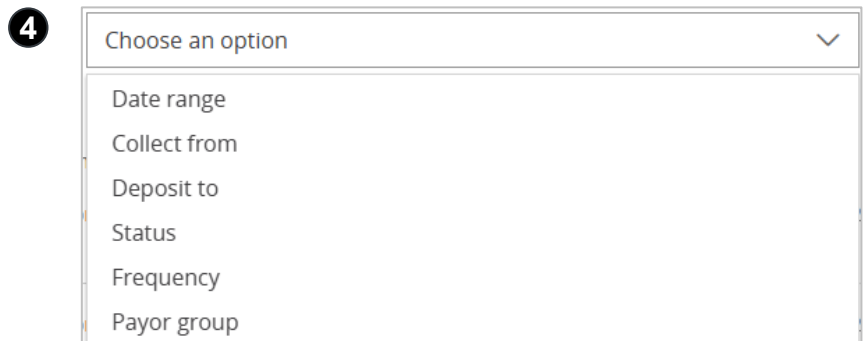 4
Choose an option
Date range
Collect from
Deposit to
Status
Frequency
Payor group